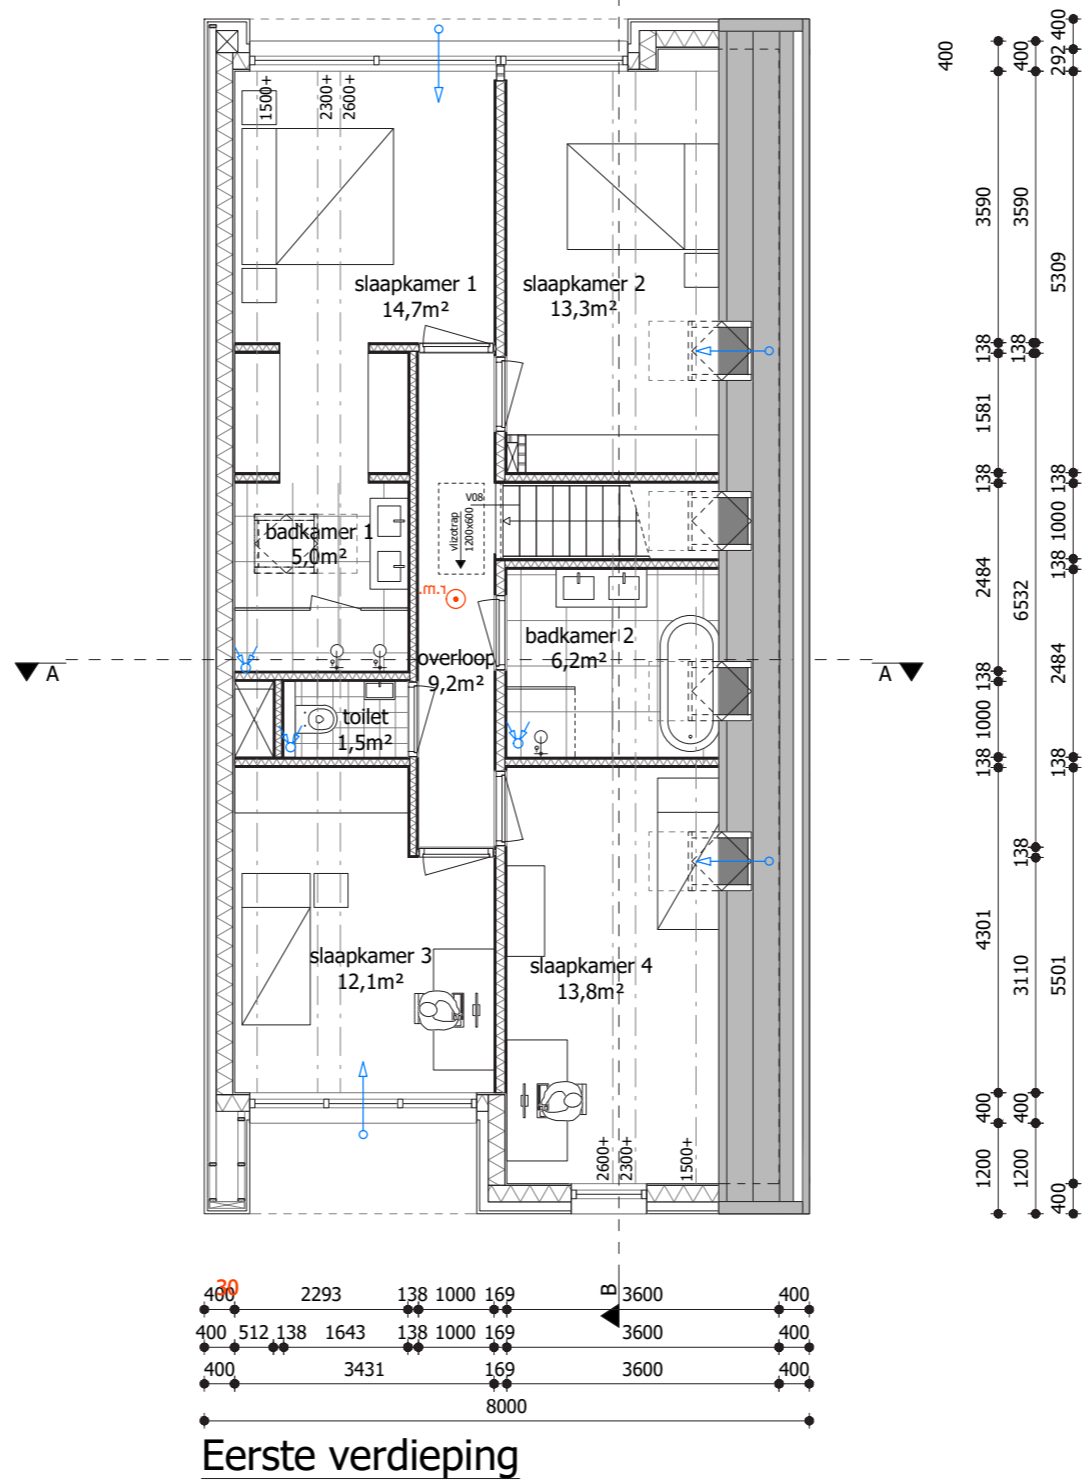 400
400
400
292
1500+
2300+
2600+
3590
3590
5309
slaapkamer 1
14,7m²
slaapkamer 2
13,3m²
138
138
1581
138
138
V08
vlizotrap
1200x600
1000
badkamer 1
5,0m²
138
2484
6532
r.m.
badkamer 2
6,2m²
overloop
9,2m²
A
A
138
2484
toilet
1,5m²
1000
138
138
138
slaapkamer 3
12,1m²
slaapkamer 4
13,8m²
4301
3110
5501
400
400
2600+
2300+
1500+
1200
1200
400
B
30
400
2293
138
1000
169
3600
400
400
512
138
1643
138
1000
169
3600
400
400
3431
169
3600
400
8000
Eerste verdieping